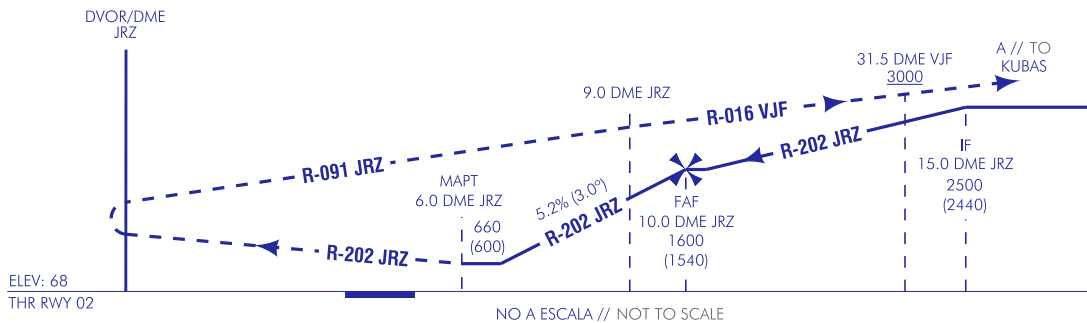 DVOR/DME
JRZ
31.5 DME VJF
3000
A // TO
KUBAS
9.0 DME JRZ
R-016 VJF
R-202 JRZ
R-091 JRZ
IF
15.0 DME JRZ
2500
(2440)
MAPT
6.0 DME JRZ
660
(600)
5.2% (3.0º)
R-202 JRZ
FAF
10.0 DME JRZ
1600
(1540)
R-202 JRZ
ELEV: 68
THR RWY 02
NO A ESCALA // NOT TO SCALE